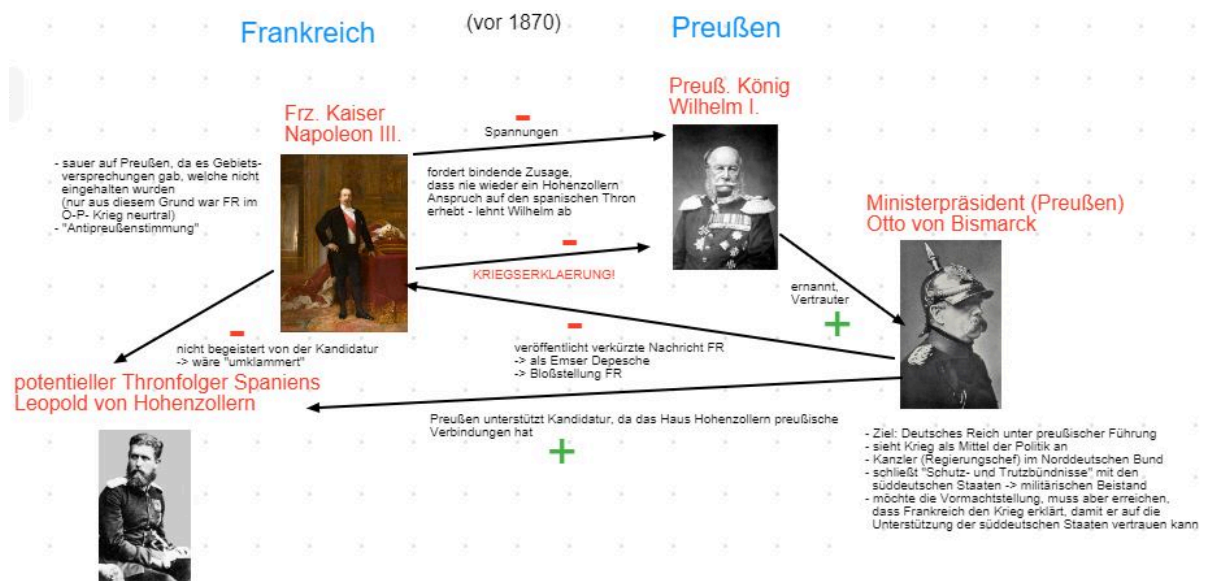 Frankreich
(vor 1870)
Preußen
Frz. Kaiser
Napoleon III.
Preuß. König
Wilhelm I.
-
Spannungen
- sauer auf Preußen, da es Gebiets-
versprechungen gab, welche nicht
eingehalten wurden
(nur aus diesem Grund war FR im
Ö-P- Krieg neurtral)
- "Antipreußenstimmung"
fordert bindende Zusage,
dass nie wieder ein Hohenzollern
Anspruch auf den spanischen Thron
erhebt - lehnt Wilhelm ab
-
KRIEGSERKLAERUNG!
Ministerpräsident (Preußen)
Otto von Bismarck
ernannt,
Vertrauter
+
-
nicht begeistert von der Kandidatur
-> wäre "umklammert"
-
veröffentlicht verkürzte Nachricht FR
-> als Emser Depesche
-> Bloßstellung FR
potentieller Thronfolger Spaniens
Leopold von Hohenzollern
Preußen unterstützt Kandidatur, da das Haus Hohenzollern preußische
Verbindungen hat
+
- Ziel: Deutsches Reich unter preußischer Führung
- sieht Krieg als Mittel der Politik an
- Kanzler (Regierungschef) im Norddeutschen Bund
- schließt "Schutz- und Trutzbündnisse" mit den
süddeutschen Staaten -> militärischen Beistand
- möchte die Vormachtstellung, muss aber erreichen,
dass Frankreich den Krieg erklärt, damit er auf die
Unterstützung der süddeutschen Staaten vertrauen kann